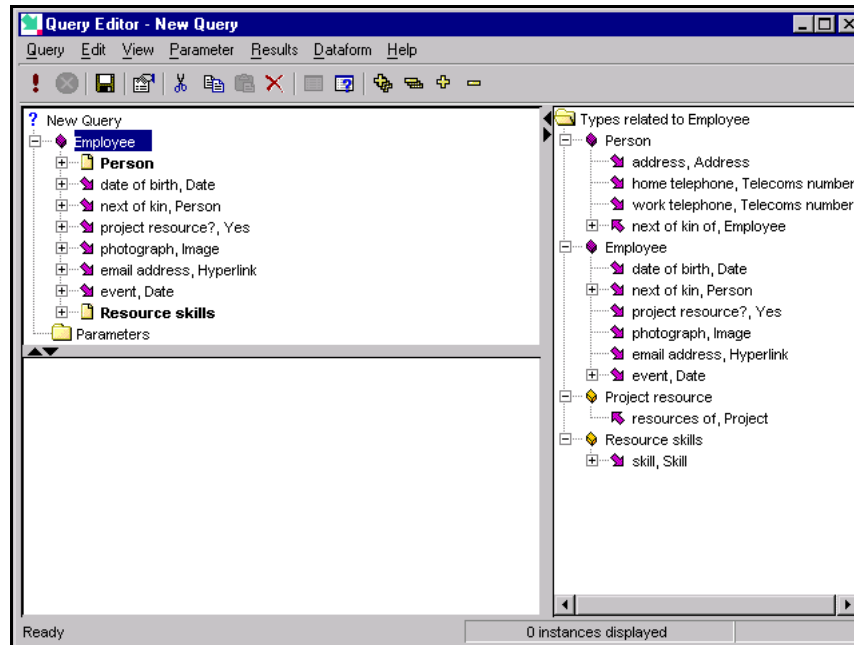 Query Editor - New Query
Query Edit View Parameter Results Dataform Help
? New Query
Employee
Person
date of birth, Date
next of kin, Person
project resource?, Yes
photograph, Image
email address, Hyperlink
event, Date
Resource skills
Parameters
Types related to Employee
Person
address, Address
home telephone, Telecoms number
work telephone, Telecoms number
next of kin of, Employee
Employee
date of birth, Date
next of kin, Person
project resource?, Yes
photograph, Image
email address, Hyperlink
event, Date
Project resource
resources of, Project
Resource skills
skill, Skill
Ready
0 instances displayed